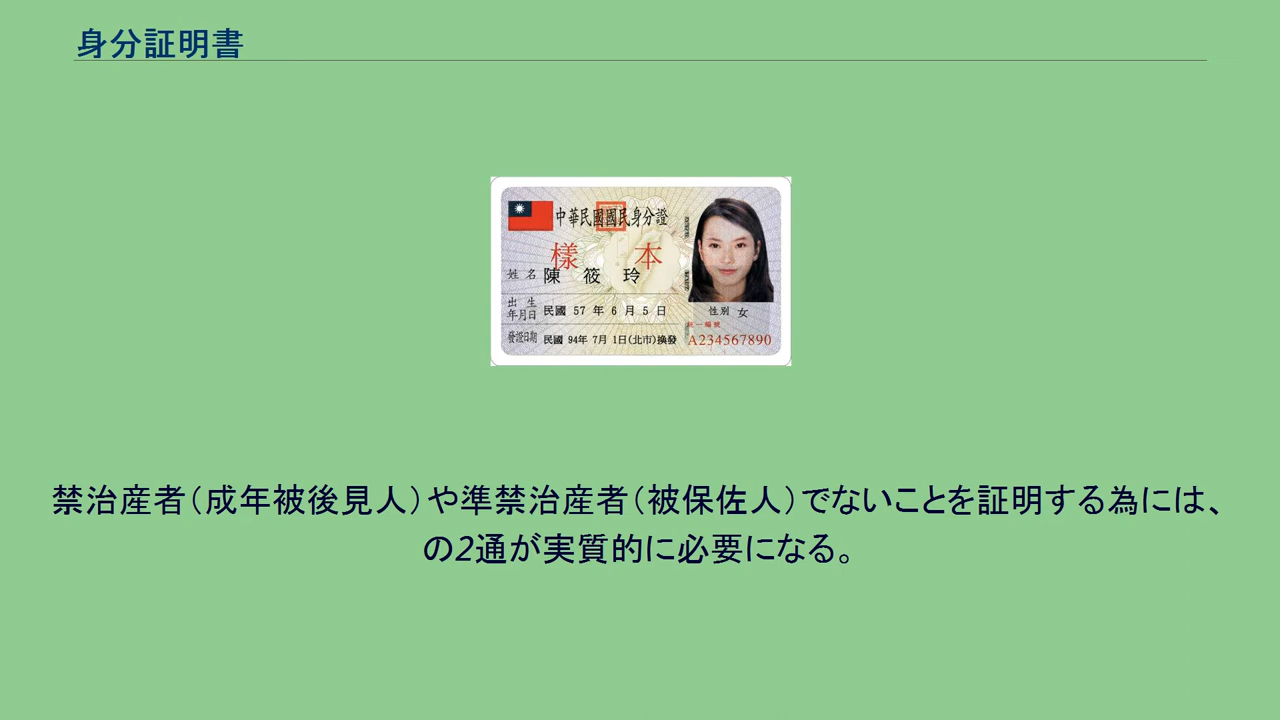 身分証明書
中華民國國民身分證
樣 本
姓名 陳 筱 玲
出生年月日 民國 57 年 6 月 5 日
性別 女
統一編號
發證日期 民國 94年 7月 1日(北市)換發
A234567890
禁治産者（成年被後見人）や準禁治産者（被保佐人）でないことを証明する為には、
の2通が実質的に必要になる。